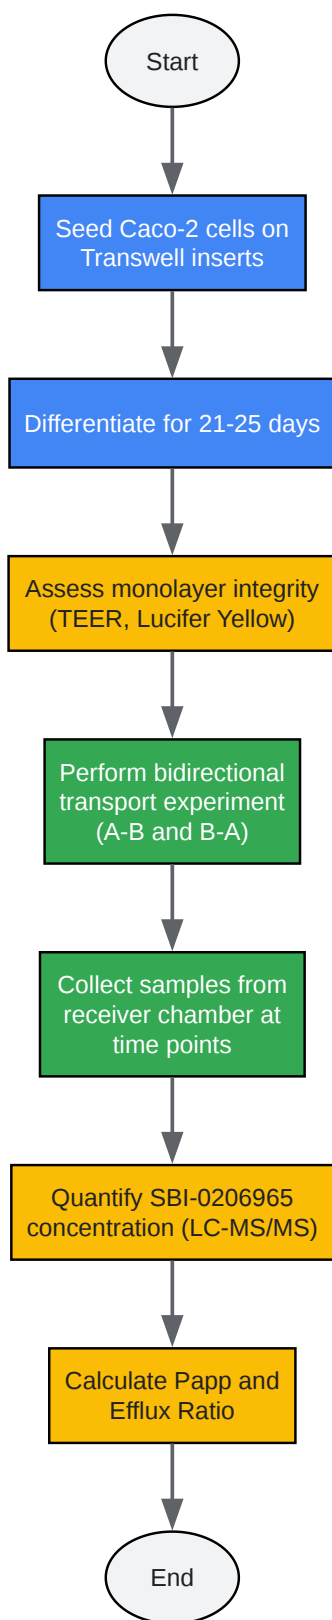 Start
Seed Caco-2 cells on
Transwell inserts
Differentiate for 21-25 days
Assess monolayer integrity
(TEER, Lucifer Yellow)
Perform bidirectional
transport experiment
(A-B and B-A)
Collect samples from
receiver chamber at
time points
Quantify SBI-0206965
concentration (LC-MS/MS)
Calculate Papp and
Efflux Ratio
End